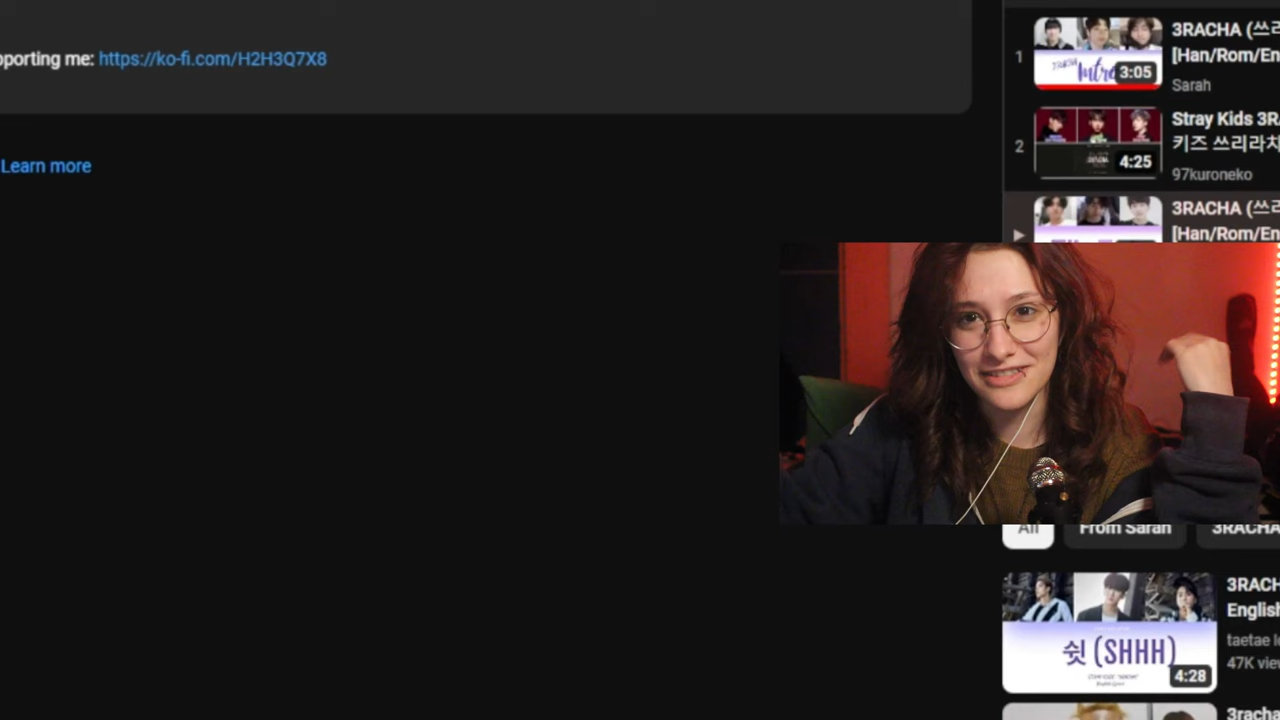 pporting me: https://ko-fi.com/H2H3Q7X8
Learn more
1
3RACHA (쓰리
[Han/Rom/En
Sarah
3:05
2
Stray Kids 3RA
키즈 쓰리라차
97kuroneko
4:25
3RACHA (쓰리
[Han/Rom/En
All
From Sarah
3RACHA
쉿 (SHHH)
4:28
3RACH
English
taetae l
47K view
3racha